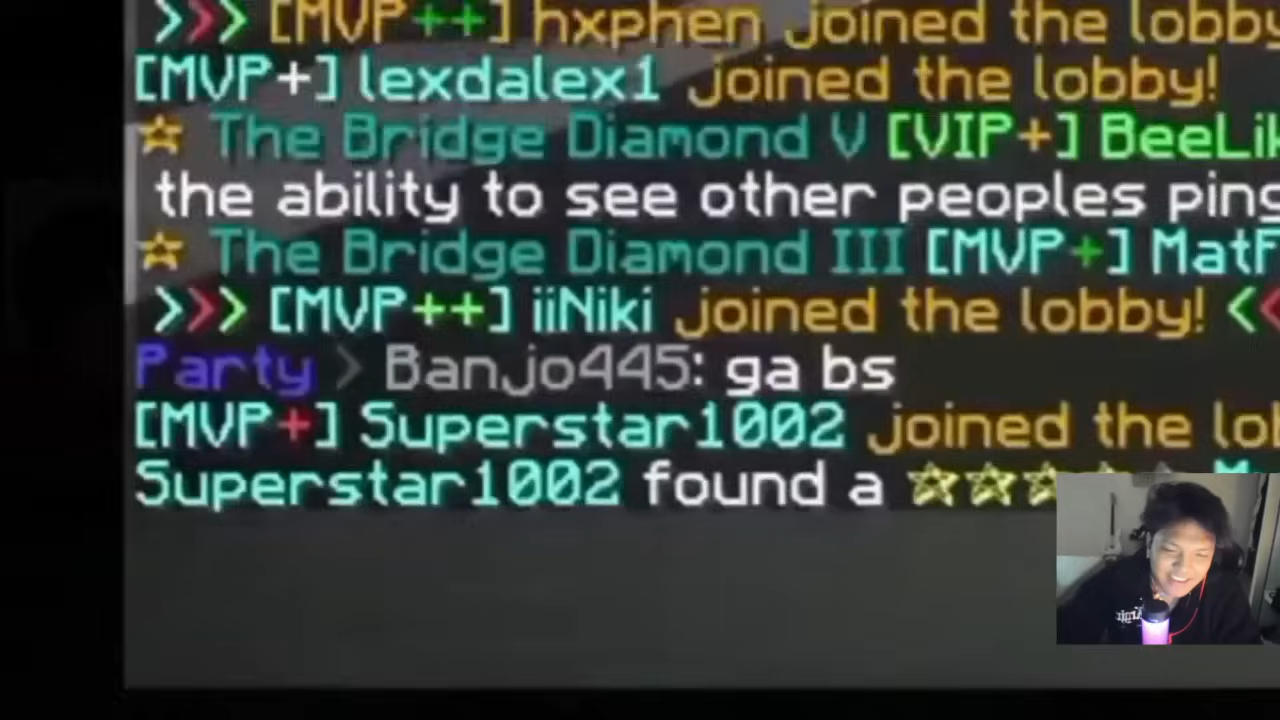 >>> [MVP++] hxphen joined the lobby
[MVP+] lexdalex1 joined the lobby!
☆ The Bridge Diamond V [VIP+] BeeLik
the ability to see other peoples ping
☆ The Bridge Diamond III [MVP+] MatF
>>> [MVP++] iiNiki joined the lobby! <<
Party > Banjo445: ga bs
[MVP+] Superstar1002 joined the lob
Superstar1002 found a ☆☆☆